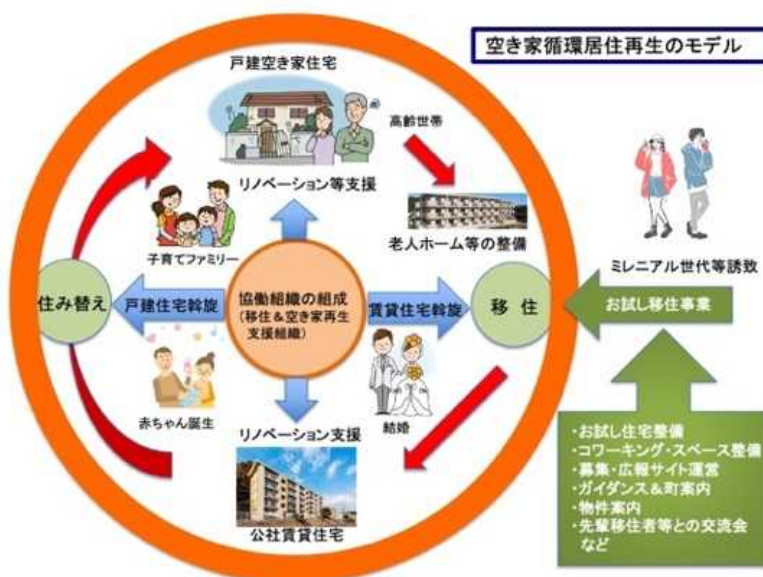 空き家循環居住再生のモデル
戸建空き家住宅
高齢世帯
リノベーション等支援
老人ホーム等の整備
子育てファミリー
ミレニアル世代等誘致
住み替え
戸建住宅斡旋
協働組織の組成
(移住＆空き家再生
支援組織)
賃貸住宅斡旋
移 住
お試し移住事業
赤ちゃん誕生
リノベーション支援
結婚
公社賃貸住宅
・お試し住宅整備
・コワーキング・スペース整備
・募集・広報サイト運営
・ガイダンス＆町案内
・物件案内
・先輩移住者等との交流会
など